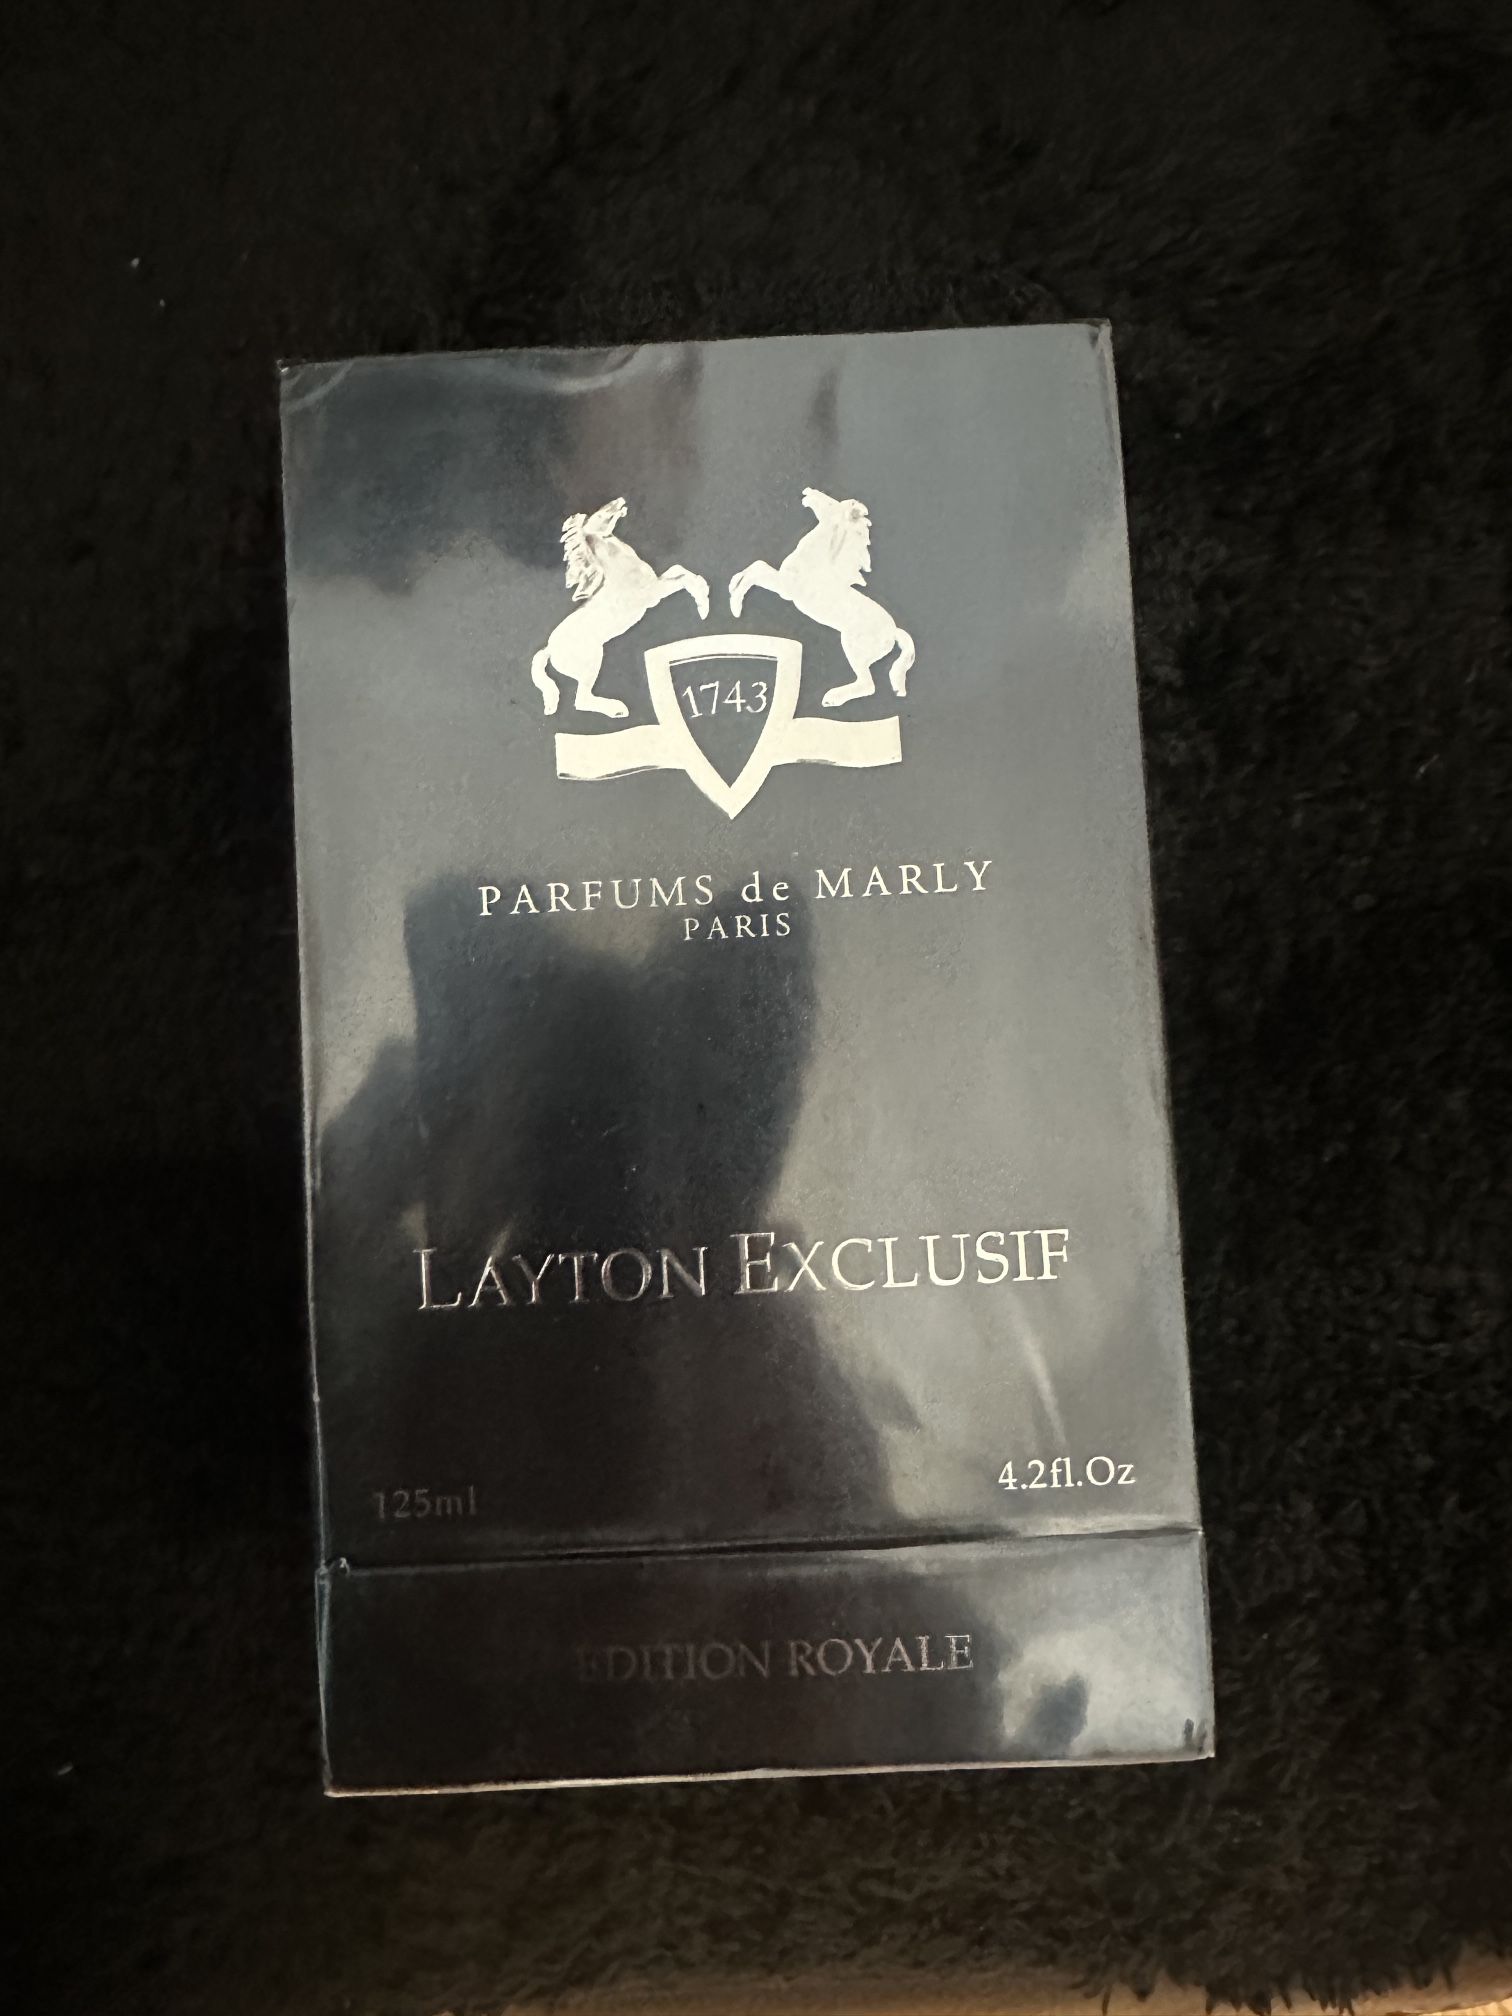 1743
PARFUMS de MARLY
PARIS
LAYTON EXCLUSIF
125ml 4.2fl.Oz
EDITION ROYALE